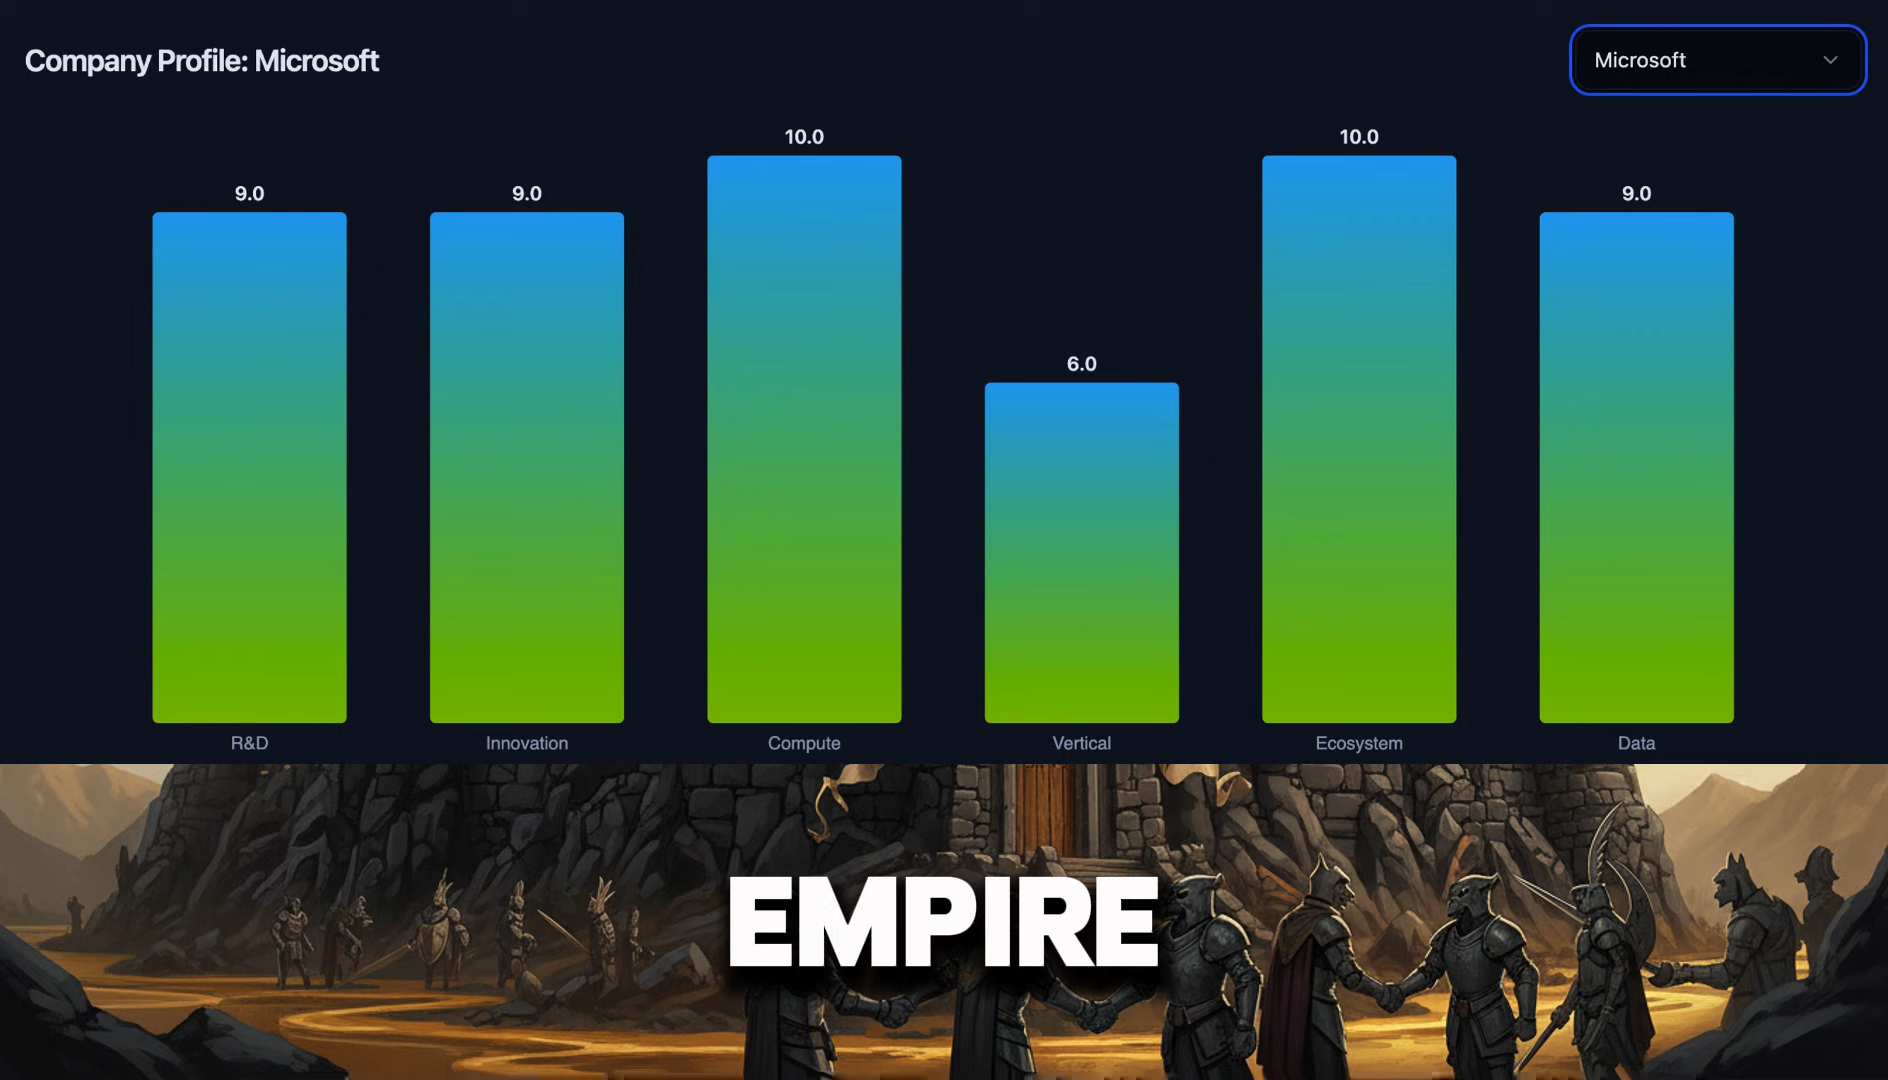 Company Profile: Microsoft
Microsoft
9.0
9.0
10.0
6.0
10.0
9.0
R&D
Innovation
Compute
Vertical
Ecosystem
Data
EMPIRE